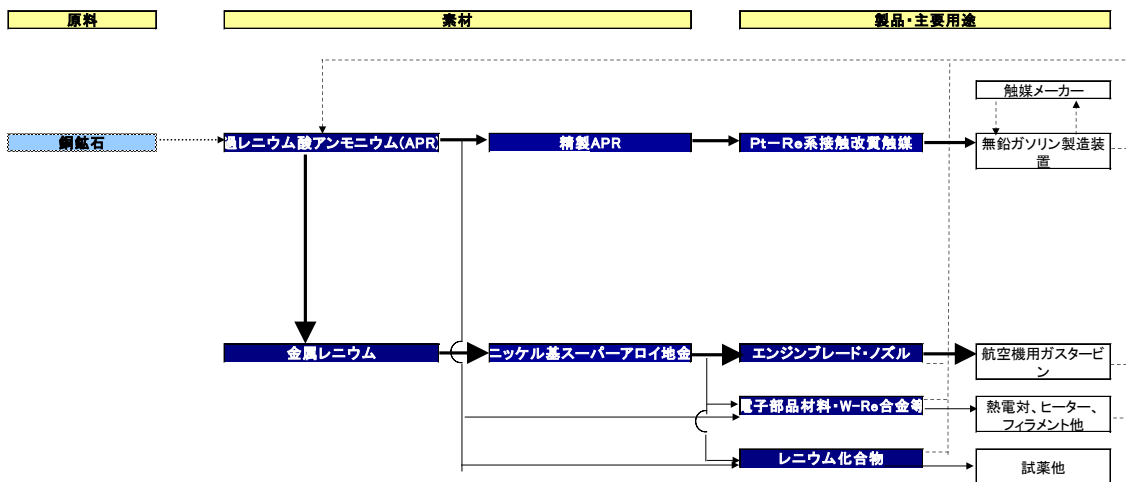 原料
素材
製品・主要用途
触媒メーカー
銅鉱石
過レニウム酸アンモニウム(APR)
精製APR
Pt-Re系接触改質触媒
無鉛ガソリン製造装
置
金属レニウム
ニッケル基スーパーアロイ地金
エンジンブレード・ノズル
航空機用ガスタービ
ン
電子部品材料・W-Re合金等
熱電対、ヒーター、
フィラメント他
レニウム化合物
試薬他